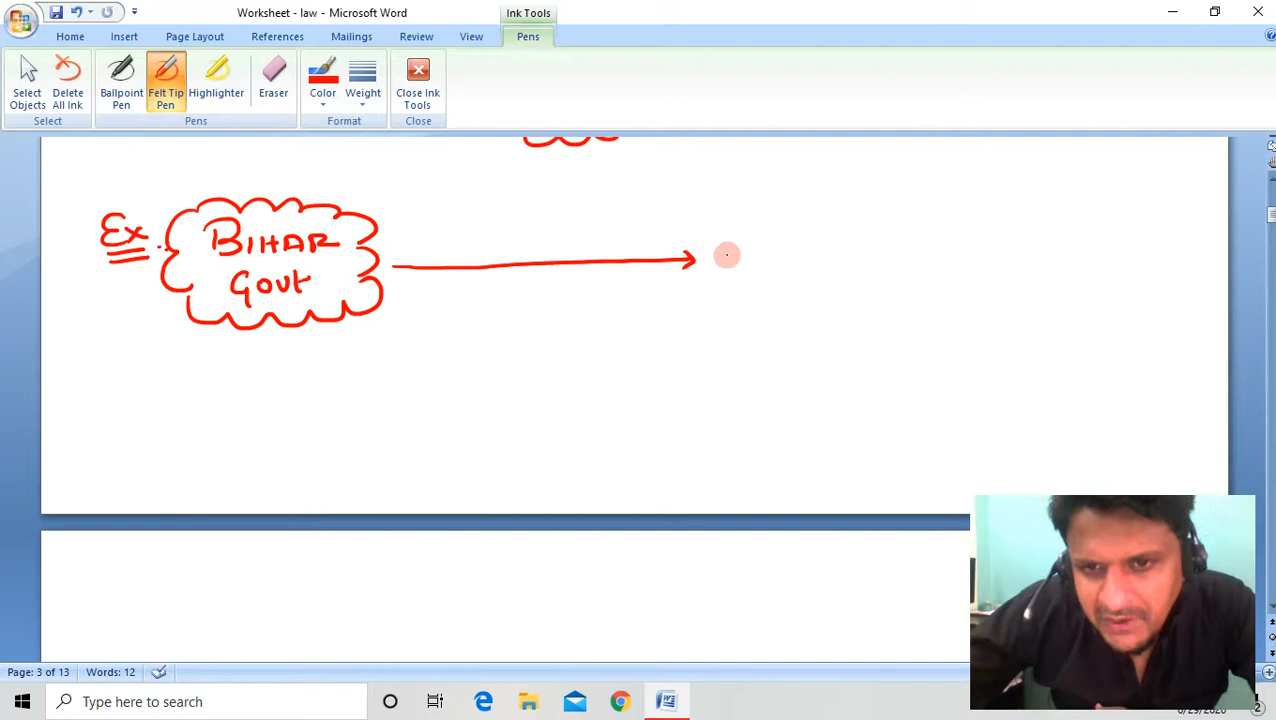 Worksheet - law - Microsoft Word
Ink Tools
Home Insert Page Layout References Mailings Review View Pens
Select Objects
Delete All Ink
Ballpoint Pen
Felt Tip Pen
Highlighter
Eraser
Color
Weight
Close Ink Tools
Select Pens Format Close
Ex
BIHAR
Govt
Page: 3 of 13 Words: 12
Type here to search